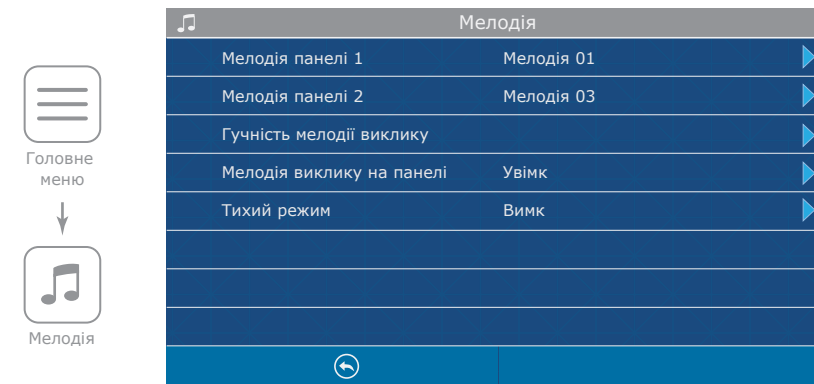 Мелодія
Мелодія панелі 1 Мелодія 01
Мелодія панелі 2 Мелодія 03
Гучність мелодії виклику
Мелодія виклику на панелі Увімк
Тихий режим Вимк
Головне
меню
Мелодія